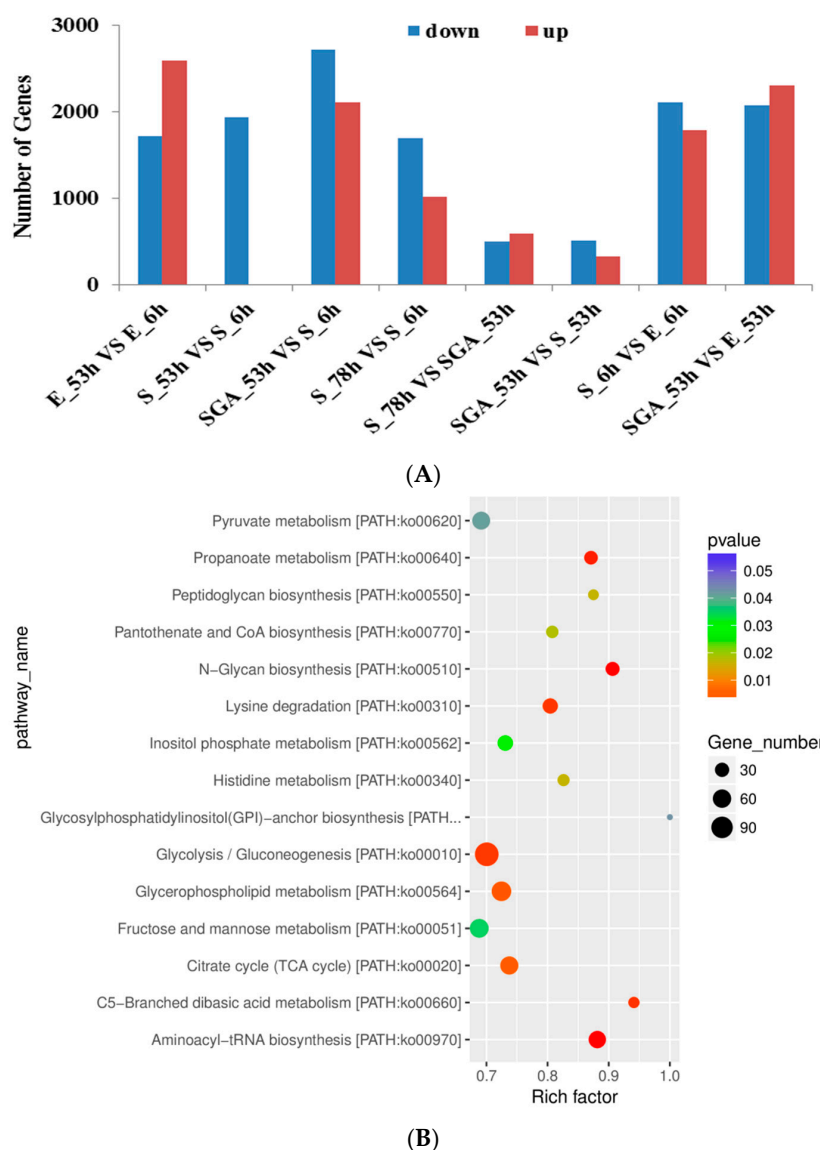 down up
3000
2000
1000
0
Number of Genes
E_53h VS E_6h
S_53h VS S_6h
SGA_53h VS S_6h
S_78h VS S_6h
S_78h VS SGA_53h
SGA_53h VS S_53h
S_6h VS E_6h
SGA_53h VS E_53h
(A)
pathway_name
Pyruvate metabolism [PATH:ko00620]
Propanoate metabolism [PATH:ko00640]
Peptidoglycan biosynthesis [PATH:ko00550]
Pantothenate and CoA biosynthesis [PATH:ko00770]
N−Glycan biosynthesis [PATH:ko00510]
Lysine degradation [PATH:ko00310]
Inositol phosphate metabolism [PATH:ko00562]
Histidine metabolism [PATH:ko00340]
Glycosylphosphatidylinositol(GPI)−anchor biosynthesis [PATH...
Glycolysis / Gluconeogenesis [PATH:ko00010]
Glycerophospholipid metabolism [PATH:ko00564]
Fructose and mannose metabolism [PATH:ko00051]
Citrate cycle (TCA cycle) [PATH:ko00020]
C5−Branched dibasic acid metabolism [PATH:ko00660]
Aminoacyl−tRNA biosynthesis [PATH:ko00970]
0.7 0.8 0.9 1.0
Rich factor
pvalue
0.05
0.04
0.03
0.02
0.01
Gene_number
30
60
90
(B)